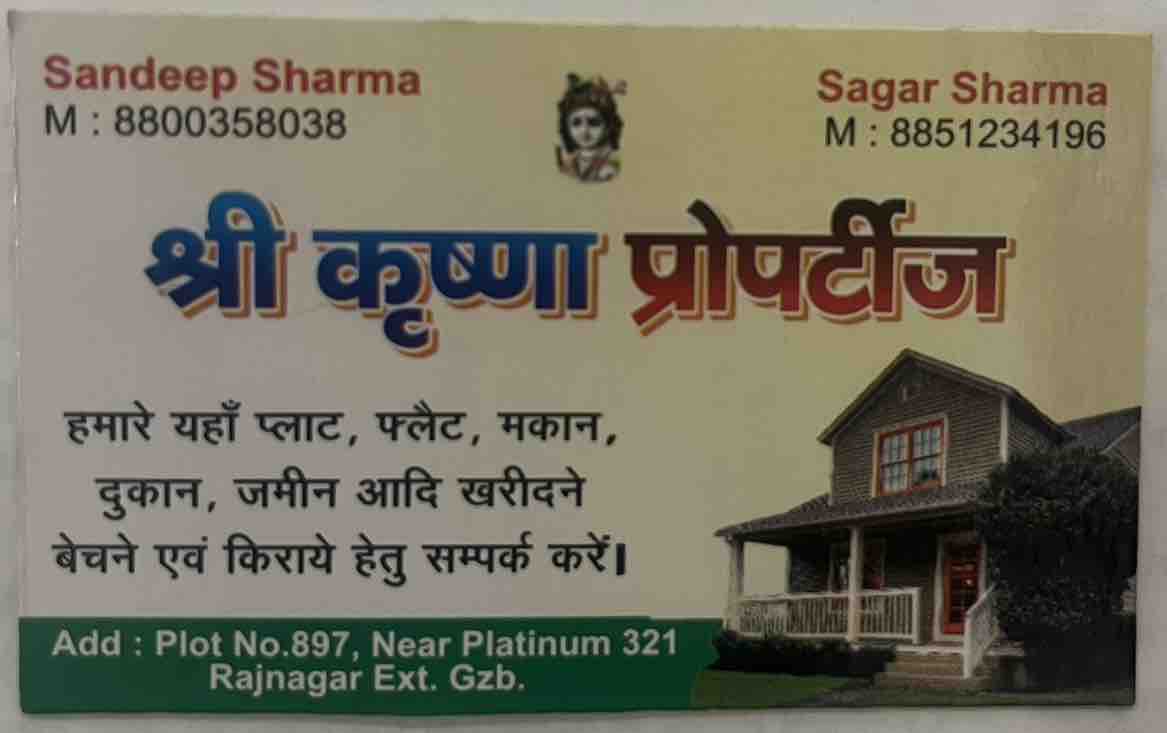 Sandeep Sharma
M : 8800358038
Sagar Sharma
M : 8851234196
श्री कृष्णा प्रोपर्टीज
हमारे यहाँ प्लाट, फ्लैट, मकान,
दुकान, जमीन आदि खरीदने
बेचने एवं किराये हेतु सम्पर्क करें।
Add : Plot No.897, Near Platinum 321
Rajnagar Ext. Gzb.